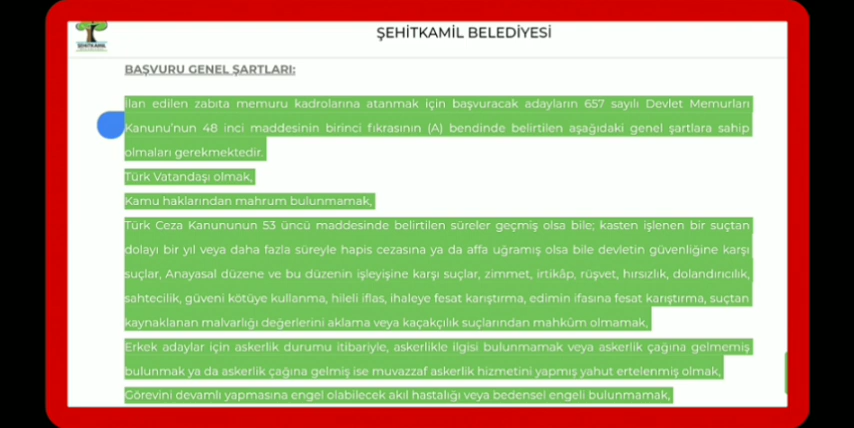 ŞEHİTKAMİL BELEDİYESİ
BAŞVURU GENEL ŞARTLARI:
İlan edilen zabıta memuru kadrolarına atanmak için başvuracak adayların 657 sayılı Devlet Memurları
Kanunu’nun 48 inci maddesinin birinci fıkrasının (A) bendinde belirtilen aşağıdaki genel şartlara sahip
olmaları gerekmektedir.
Türk Vatandaşı olmak,
Kamu haklarından mahrum bulunmamak,
Türk Ceza Kanununun 53 üncü maddesinde belirtilen süreler geçmiş olsa bile; kasten işlenen bir suçtan
dolayı bir yıl veya daha fazla süreyle hapis cezasına ya da affa uğramış olsa bile devletin güvenliğine karşı
suçlar, Anayasal düzene ve bu düzenin işleyişine karşı suçlar, zimmet, irtikâp, rüşvet, hırsızlık, dolandırıcılık,
sahtecilik, güveni kötüye kullanma, hileli iflas, ihaleye fesat karıştırma, edimin ifasına fesat karıştırma, suçtan
kaynaklanan malvarlığı değerlerini aklama veya kaçakçılık suçlarından mahkûm olmamak,
Erkek adaylar için askerlik durumu itibariyle, askerlikle ilgisi bulunmamak veya askerlik çağına gelmemiş
bulunmak ya da askerlik çağına gelmiş ise muvazzaf askerlik hizmetini yapmış yahut ertelenmiş olmak,
Görevini devamlı yapmasına engel olabilecek akıl hastalığı veya bedensel engeli bulunmamak,